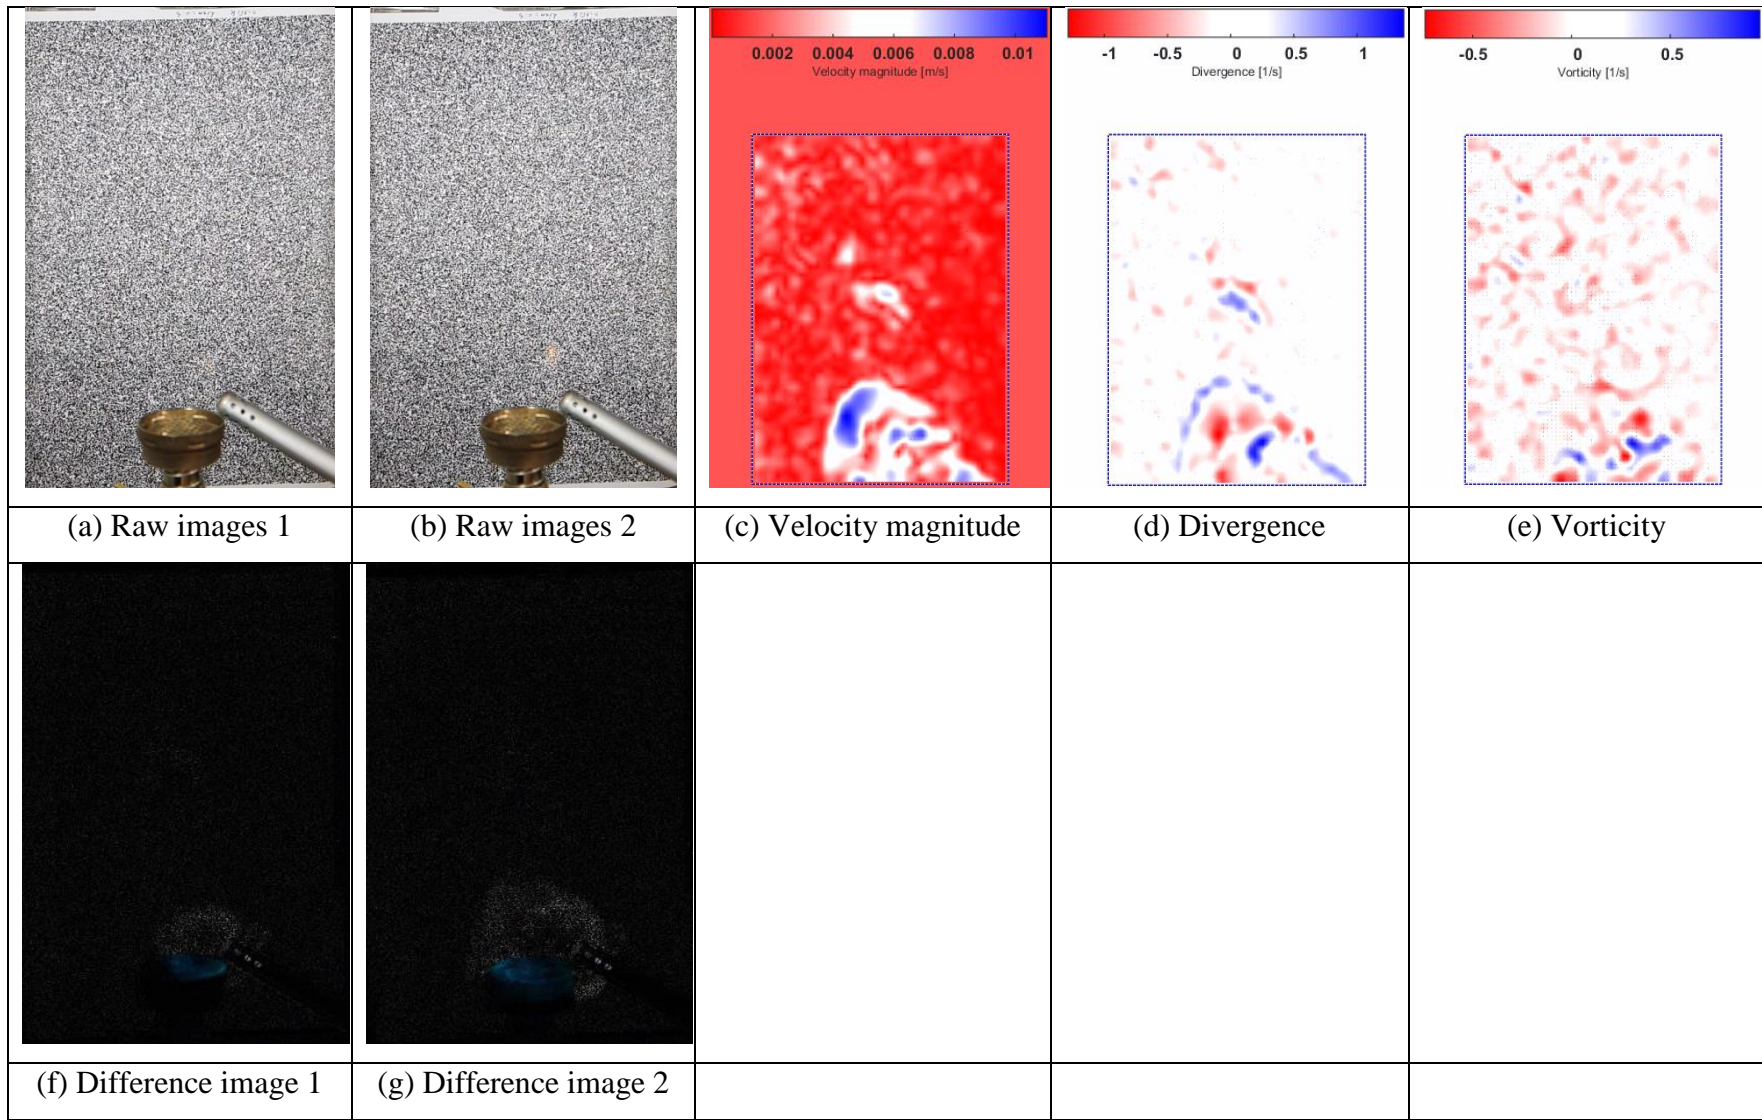 0.002 0.004 0.006 0.008 0.01
Velocity magnitude [m/s]
-1 -0.5 0 0.5 1
Divergence [1/s]
-0.5 0 0.5
Vorticity [1/s]
(a) Raw images 1
(b) Raw images 2
(c) Velocity magnitude
(d) Divergence
(e) Vorticity
(f) Difference image 1
(g) Difference image 2